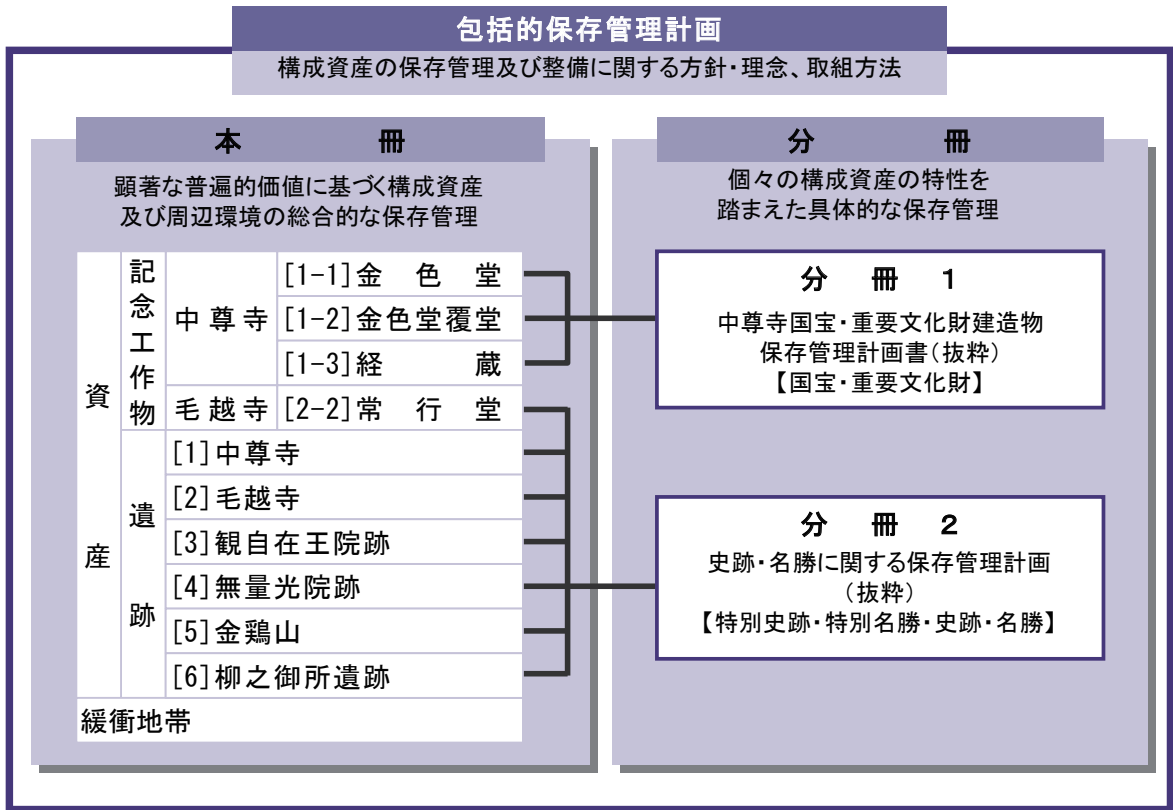 包括的保存管理計画
構成資産の保存管理及び整備に関する方針・理念、取組方法
本冊
顕著な普遍的価値に基づく構成資産
及び周辺環境の総合的な保存管理
資産
記念工作物
中尊寺
[1-1]金色堂
[1-2]金色堂覆堂
[1-3]経蔵
毛越寺
[2-2]常行堂
遺跡
[1]中尊寺
[2]毛越寺
[3]観自在王院跡
[4]無量光院跡
[5]金鶏山
[6]柳之御所遺跡
緩衝地帯
分冊
個々の構成資産の特性を
踏まえた具体的な保存管理
分冊1
中尊寺国宝・重要文化財建造物
保存管理計画書(抜粋)
【国宝・重要文化財】
分冊2
史跡・名勝に関する保存管理計画
(抜粋)
【特別史跡・特別名勝・史跡・名勝】